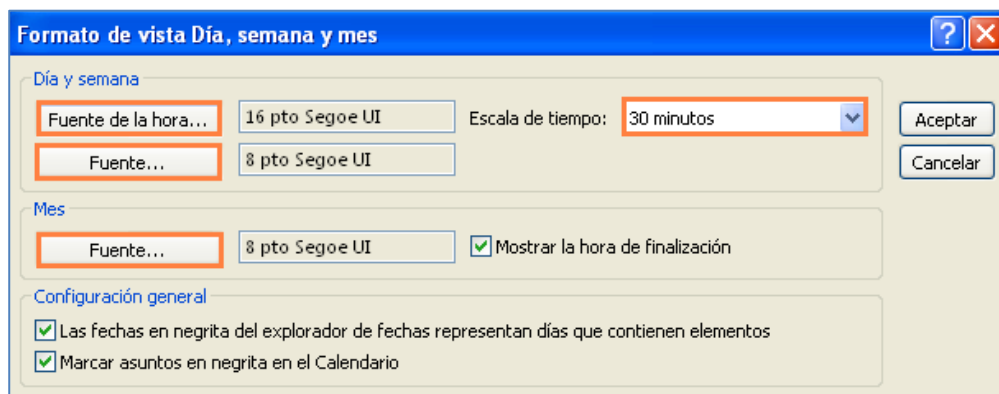 Formato de vista Día, semana y mes
Día y semana
Fuente de la hora... 16 pto Segoe UI Escala de tiempo: 30 minutos Aceptar
Fuente... 8 pto Segoe UI Cancelar
Mes
Fuente... 8 pto Segoe UI Mostrar la hora de finalización
Configuración general
Las fechas en negrita del explorador de fechas representan días que contienen elementos
Marcar asuntos en negrita en el Calendario